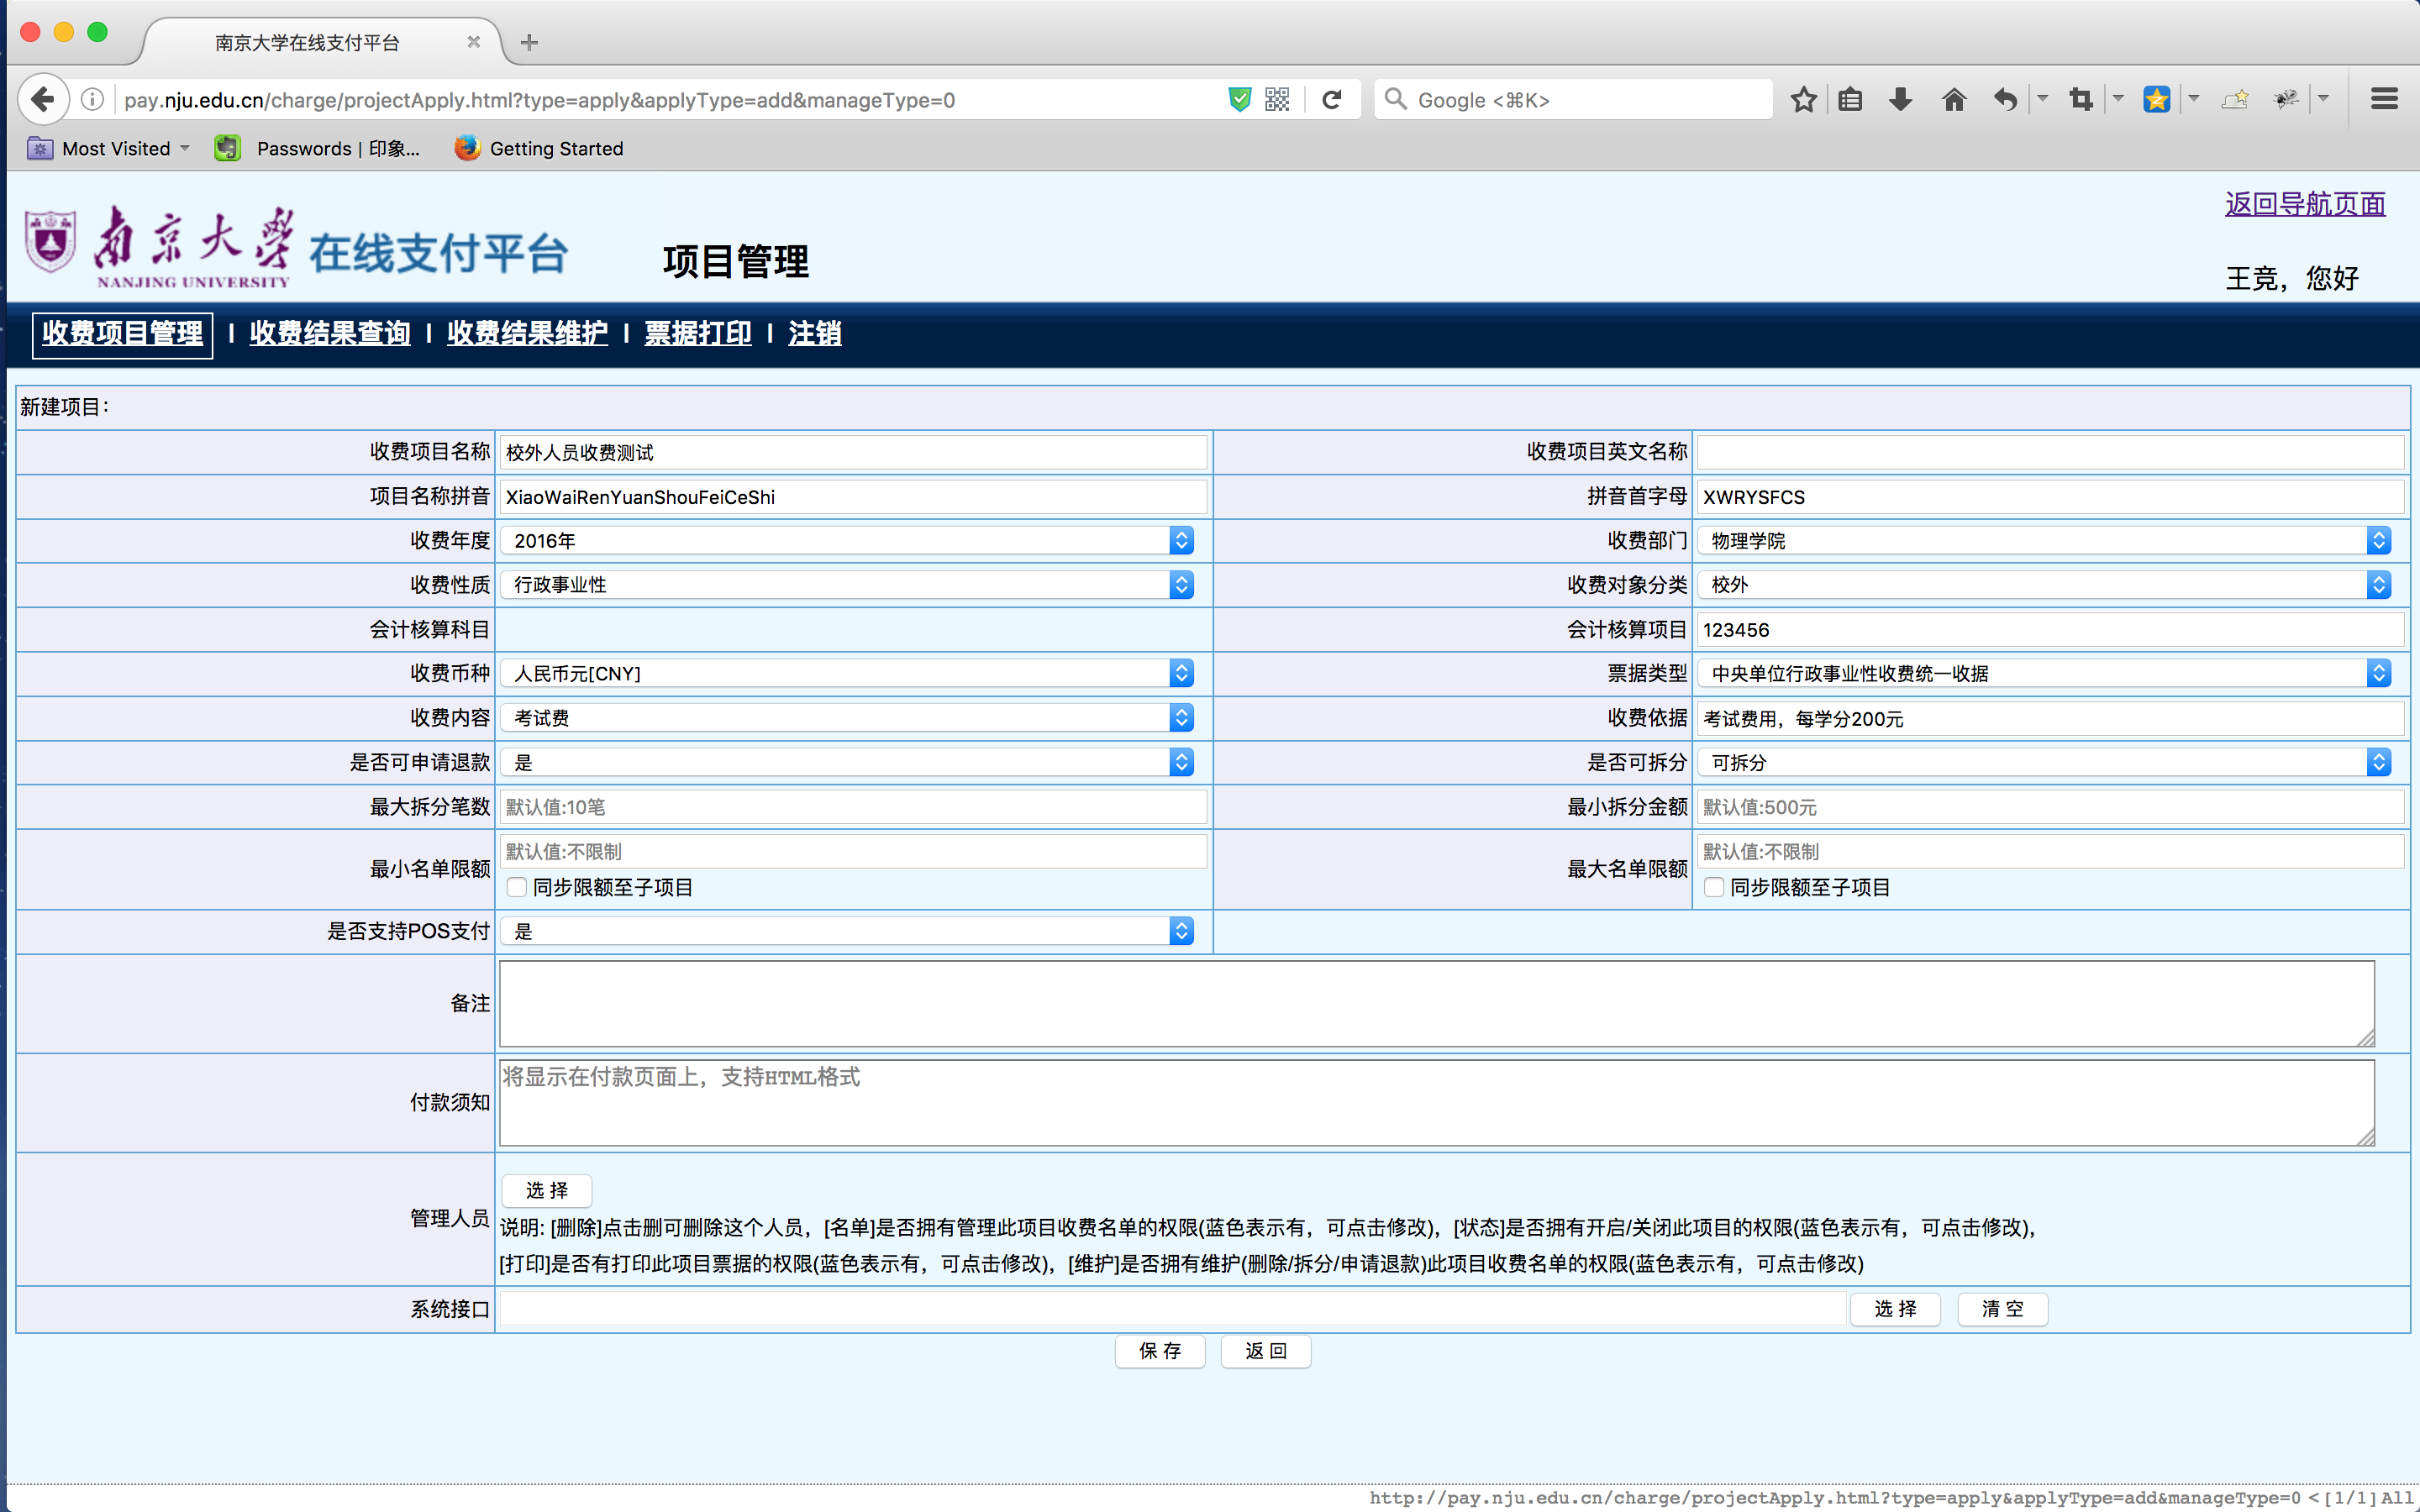 南京大学在线支付平台
pay.nju.edu.cn/charge/projectApply.html?type=apply&applyType=add&manageType=0
Google <⌘K>
Most Visited
Passwords | 印象...
Getting Started
返回导航页面
南京大学
NANJING UNIVERSITY
在线支付平台
项目管理
王竞，您好
收费项目管理 | 收费结果查询 | 收费结果维护 | 票据打印 | 注销
新建项目：
收费项目名称 校外人员收费测试 收费项目英文名称
项目名称拼音 XiaoWaiRenYuanShouFeiCeShi 拼音首字母 XWRYSFCS
收费年度 2016年 收费部门 物理学院
收费性质 行政事业性 收费对象分类 校外
会计核算科目 会计核算项目 123456
收费币种 人民币元[CNY] 票据类型 中央单位行政事业性收费统一收据
收费内容 考试费 收费依据 考试费用，每学分200元
是否可申请退款 是 是否可拆分 可拆分
最大拆分笔数 默认值:10笔 最小拆分金额 默认值:500元
最小名单限额 默认值:不限制 最大名单限额 默认值:不限制
同步限额至子项目 同步限额至子项目
是否支持POS支付 是
备注
付款须知 将显示在付款页面上，支持HTML格式
管理人员 选 择
说明: [删除]点击删可删除这个人员，[名单]是否拥有管理此项目收费名单的权限(蓝色表示有，可点击修改)，[状态]是否拥有开启/关闭此项目的权限(蓝色表示有，可点击修改)，
[打印]是否有打印此项目票据的权限(蓝色表示有，可点击修改)，[维护]是否拥有维护(删除/拆分/申请退款)此项目收费名单的权限(蓝色表示有，可点击修改)
系统接口 选 择 清 空
保 存 返 回
http://pay.nju.edu.cn/charge/projectApply.html?type=apply&applyType=add&manageType=0 <[1/1] All